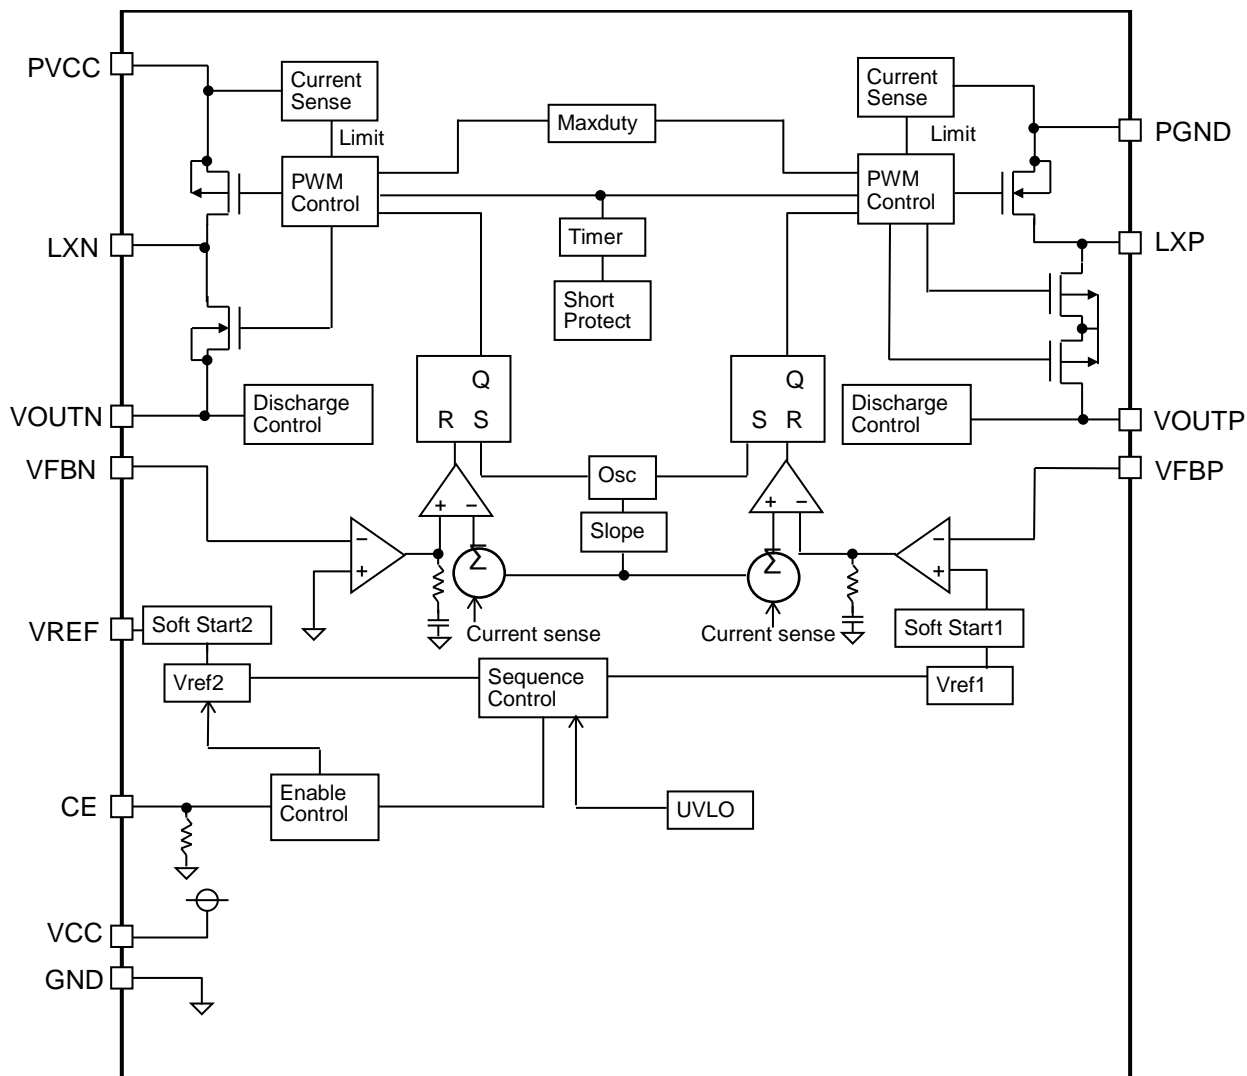 PVCC
Current
Sense
Limit
PWM
Control
Maxduty
Current
Sense
Limit
PWM
Control
PGND
LXN
Timer
Short
Protect
LXP
Q
R S
Q
S R
VOUTN
Discharge
Control
Discharge
Control
VOUTP
VFBN
Osc
VFBP
Slope
+ −
+ −
−
+
−
+
Σ
Σ
VREF
Soft Start2
Current sense
Current sense
Soft Start1
Vref2
Sequence
Control
Vref1
CE
Enable
Control
UVLO
VCC
GND